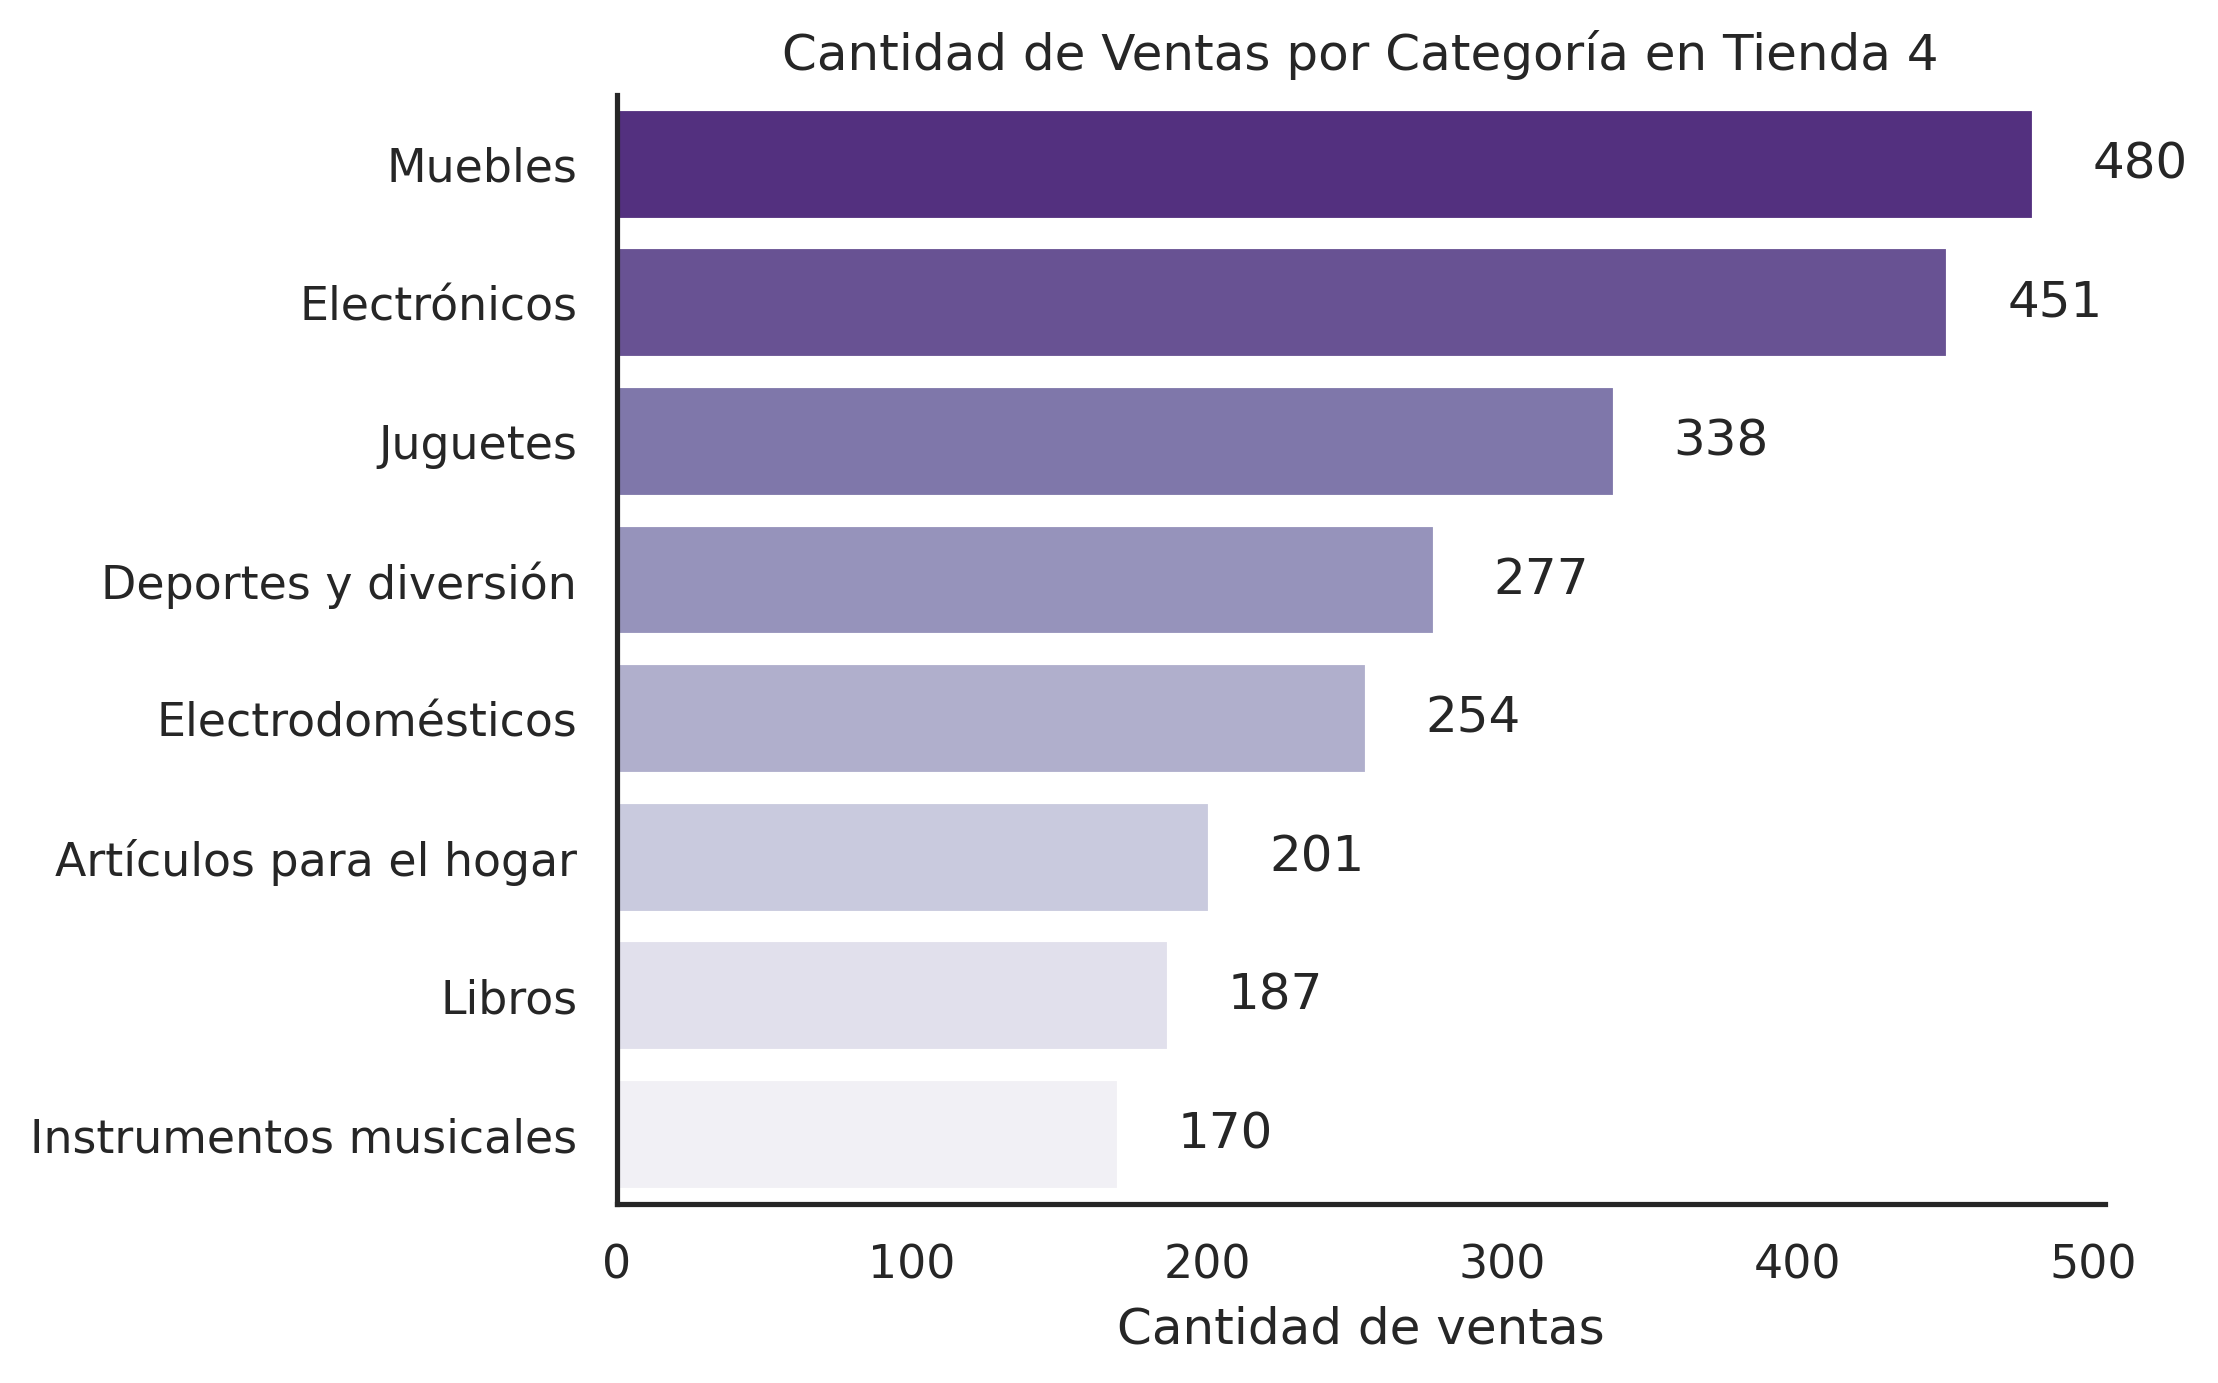 Cantidad de Ventas por Categoría en Tienda 4
Muebles 480
Electrónicos 451
Juguetes 338
Deportes y diversión 277
Electrodomésticos 254
Artículos para el hogar 201
Libros 187
Instrumentos musicales 170
0 100 200 300 400 500
Cantidad de ventas